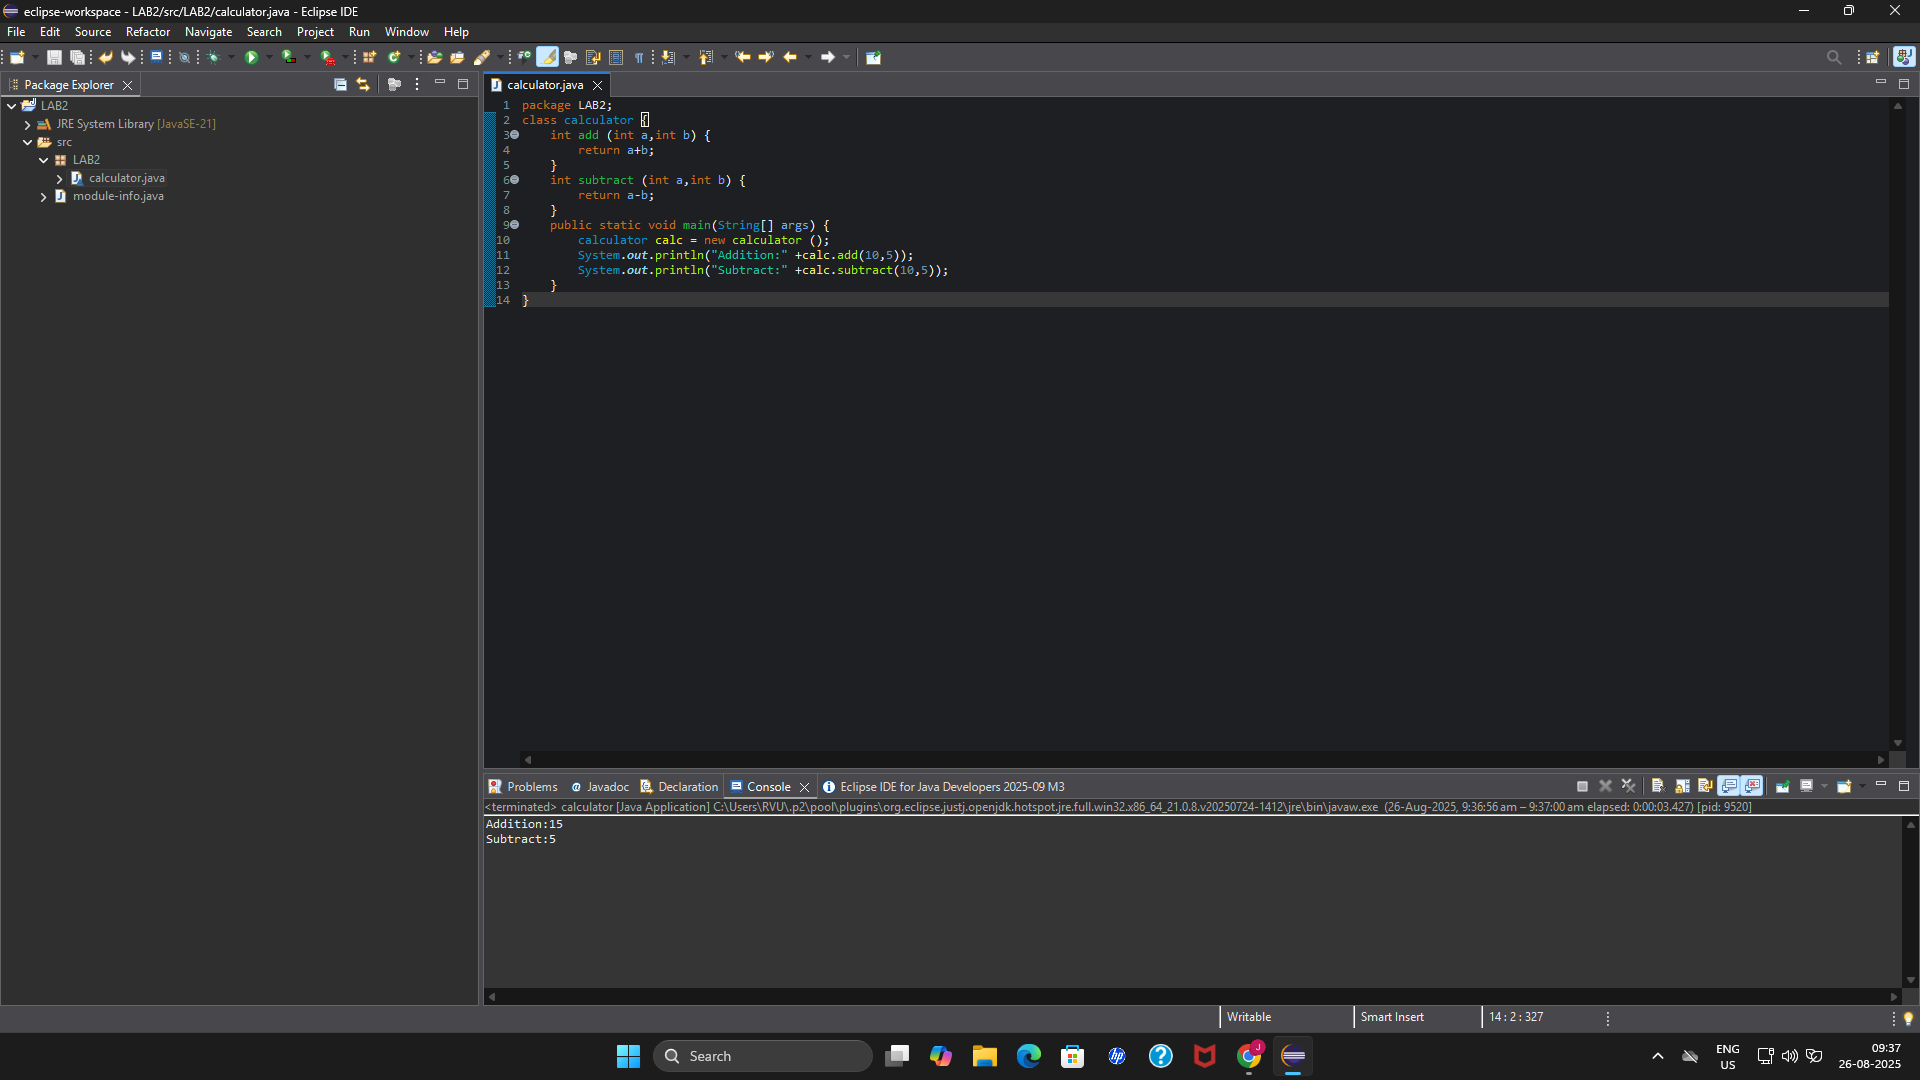 eclipse-workspace - LAB2/src/LAB2/calculator.java - Eclipse IDE
File Edit Source Refactor Navigate Search Project Run Window Help
Package Explorer
LAB2
JRE System Library [JavaSE-21]
src
LAB2
calculator.java
module-info.java
calculator.java
1 package LAB2;
2 class calculator {
3     int add (int a,int b) {
4         return a+b;
5     }
6     int subtract (int a,int b) {
7         return a-b;
8     }
9     public static void main(String[] args) {
10         calculator calc = new calculator ();
11         System.out.println("Addition:" +calc.add(10,5));
12         System.out.println("Subtract:" +calc.subtract(10,5));
13     }
14 }
Problems Javadoc Declaration Console Eclipse IDE for Java Developers 2025-09 M3
<terminated> calculator [Java Application] C:\Users\RVU\.p2\pool\plugins\org.eclipse.justj.openjdk.hotspot.jre.full.win32.x86_64_21.0.8.v20250724-1412\jre\bin\javaw.exe (26-Aug-2025, 9:36:56 am – 9:37:00 am elapsed: 0:00:03.427) [pid: 9520]
Addition:15
Subtract:5
Writable Smart Insert 14 : 2 : 327
Search
hp
J
ENG
US
09:37
26-08-2025